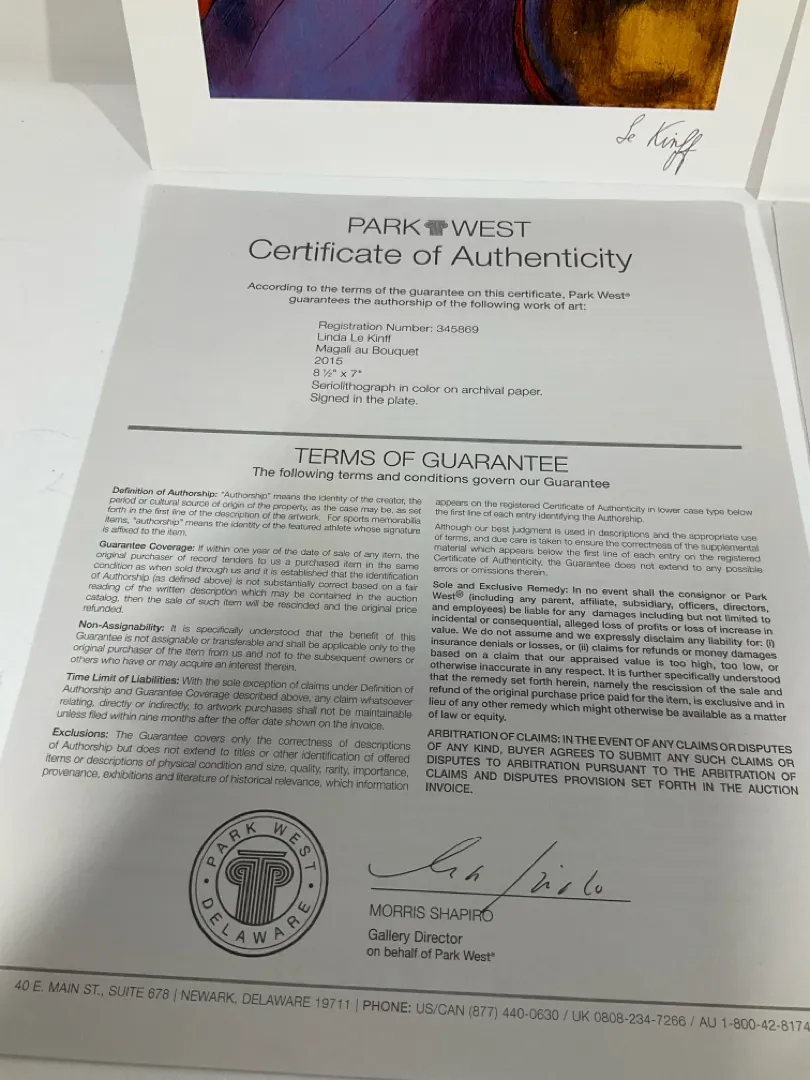 Le Kinff
PARK WEST
Certificate of Authenticity
According to the terms of the guarantee on this certificate, Park West®
guarantees the authorship of the following work of art:
Registration Number: 345869
Linda Le Kinff
Magali au Bouquet
2015
8 ½" x 7"
Seriolithograph in color on archival paper.
Signed in the plate.
TERMS OF GUARANTEE
The following terms and conditions govern our Guarantee
Definition of Authorship: "Authorship" means the identity of the creator, the
period or cultural source of origin of the property, as the case may be, as set
forth in the first line of the description of the artwork. For sports memorabilia
items, "authorship" means the identity of the featured athlete whose signature
is affixed to the item.
Guarantee Coverage: If within one year of the date of sale of any item, the
original purchaser of record tenders to us a purchased item in the same
condition as when sold through us and it is established that the identification
of Authorship (as defined above) is not substantially correct based on a fair
reading of the written description which may be contained in the auction
catalog, then the sale of such item will be rescinded and the original price
refunded.
Non-Assignability: It is specifically understood that the benefit of this
Guarantee is not assignable or transferable and shall be applicable only to the
original purchaser of the item from us and not to the subsequent owners or
others who have or may acquire an interest therein.
Time Limit of Liabilities: With the sole exception of claims under Definition of
Authorship and Guarantee Coverage described above, any claim whatsoever
relating, directly or indirectly, to artwork purchases shall not be maintainable
unless filed within nine months after the offer date shown on the invoice.
Exclusions: The Guarantee covers only the correctness of descriptions
of Authorship but does not extend to titles or other identification of offered
items or descriptions of physical condition and size, quality, rarity, importance,
provenance, exhibitions and literature of historical relevance, which information
appears on the registered Certificate of Authenticity in lower case type below
the first line of each entry identifying the Authorship.
Although our best judgment is used in descriptions and the appropriate use
of terms, and due care is taken to ensure the correctness of the supplemental
material which appears below the first line of each entry on the registered
Certificate of Authenticity, the Guarantee does not extend to any possible
errors or omissions therein.
Sole and Exclusive Remedy: In no event shall the consignor or Park
West® (including any parent, affiliate, subsidiary, officers, directors,
and employees) be liable for any damages including but not limited to
incidental or consequential, alleged loss of profits or loss of increase in
value. We do not assume and we expressly disclaim any liability for: (i)
insurance denials or losses, or (ii) claims for refunds or money damages
based on a claim that our appraised value is too high, too low, or
otherwise inaccurate in any respect. It is further specifically understood
that the remedy set forth herein, namely the rescission of the sale and
refund of the original purchase price paid for the item, is exclusive and in
lieu of any other remedy which might otherwise be available as a matter
of law or equity.
ARBITRATION OF CLAIMS: IN THE EVENT OF ANY CLAIMS OR DISPUTES
OF ANY KIND, BUYER AGREES TO SUBMIT ANY SUCH CLAIMS OR
DISPUTES TO ARBITRATION PURSUANT TO THE ARBITRATION OF
CLAIMS AND DISPUTES PROVISION SET FORTH IN THE AUCTION
INVOICE.
PARK WEST
DELAWARE
MORRIS SHAPIRO
Gallery Director
on behalf of Park West®
40 E. MAIN ST., SUITE 678 | NEWARK, DELAWARE 19711 | PHONE: US/CAN (877) 440-0630 / UK 0808-234-7266 / AU 1-800-42-8174